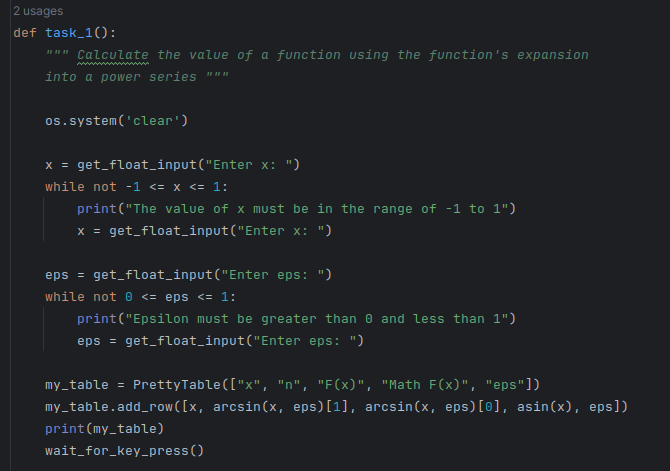 2 usages
def task_1():
    """ Calculate the value of a function using the function's expansion
    into a power series """
    os.system('clear')
    x = get_float_input("Enter x: ")
    while not -1 <= x <= 1:
        print("The value of x must be in the range of -1 to 1")
        x = get_float_input("Enter x: ")
    eps = get_float_input("Enter eps: ")
    while not 0 <= eps <= 1:
        print("Epsilon must be greater than 0 and less than 1")
        eps = get_float_input("Enter eps: ")
    my_table = PrettyTable(["x", "n", "F(x)", "Math F(x)", "eps"])
    my_table.add_row([x, arcsin(x, eps)[1], arcsin(x, eps)[0], asin(x), eps])
    print(my_table)
    wait_for_key_press()